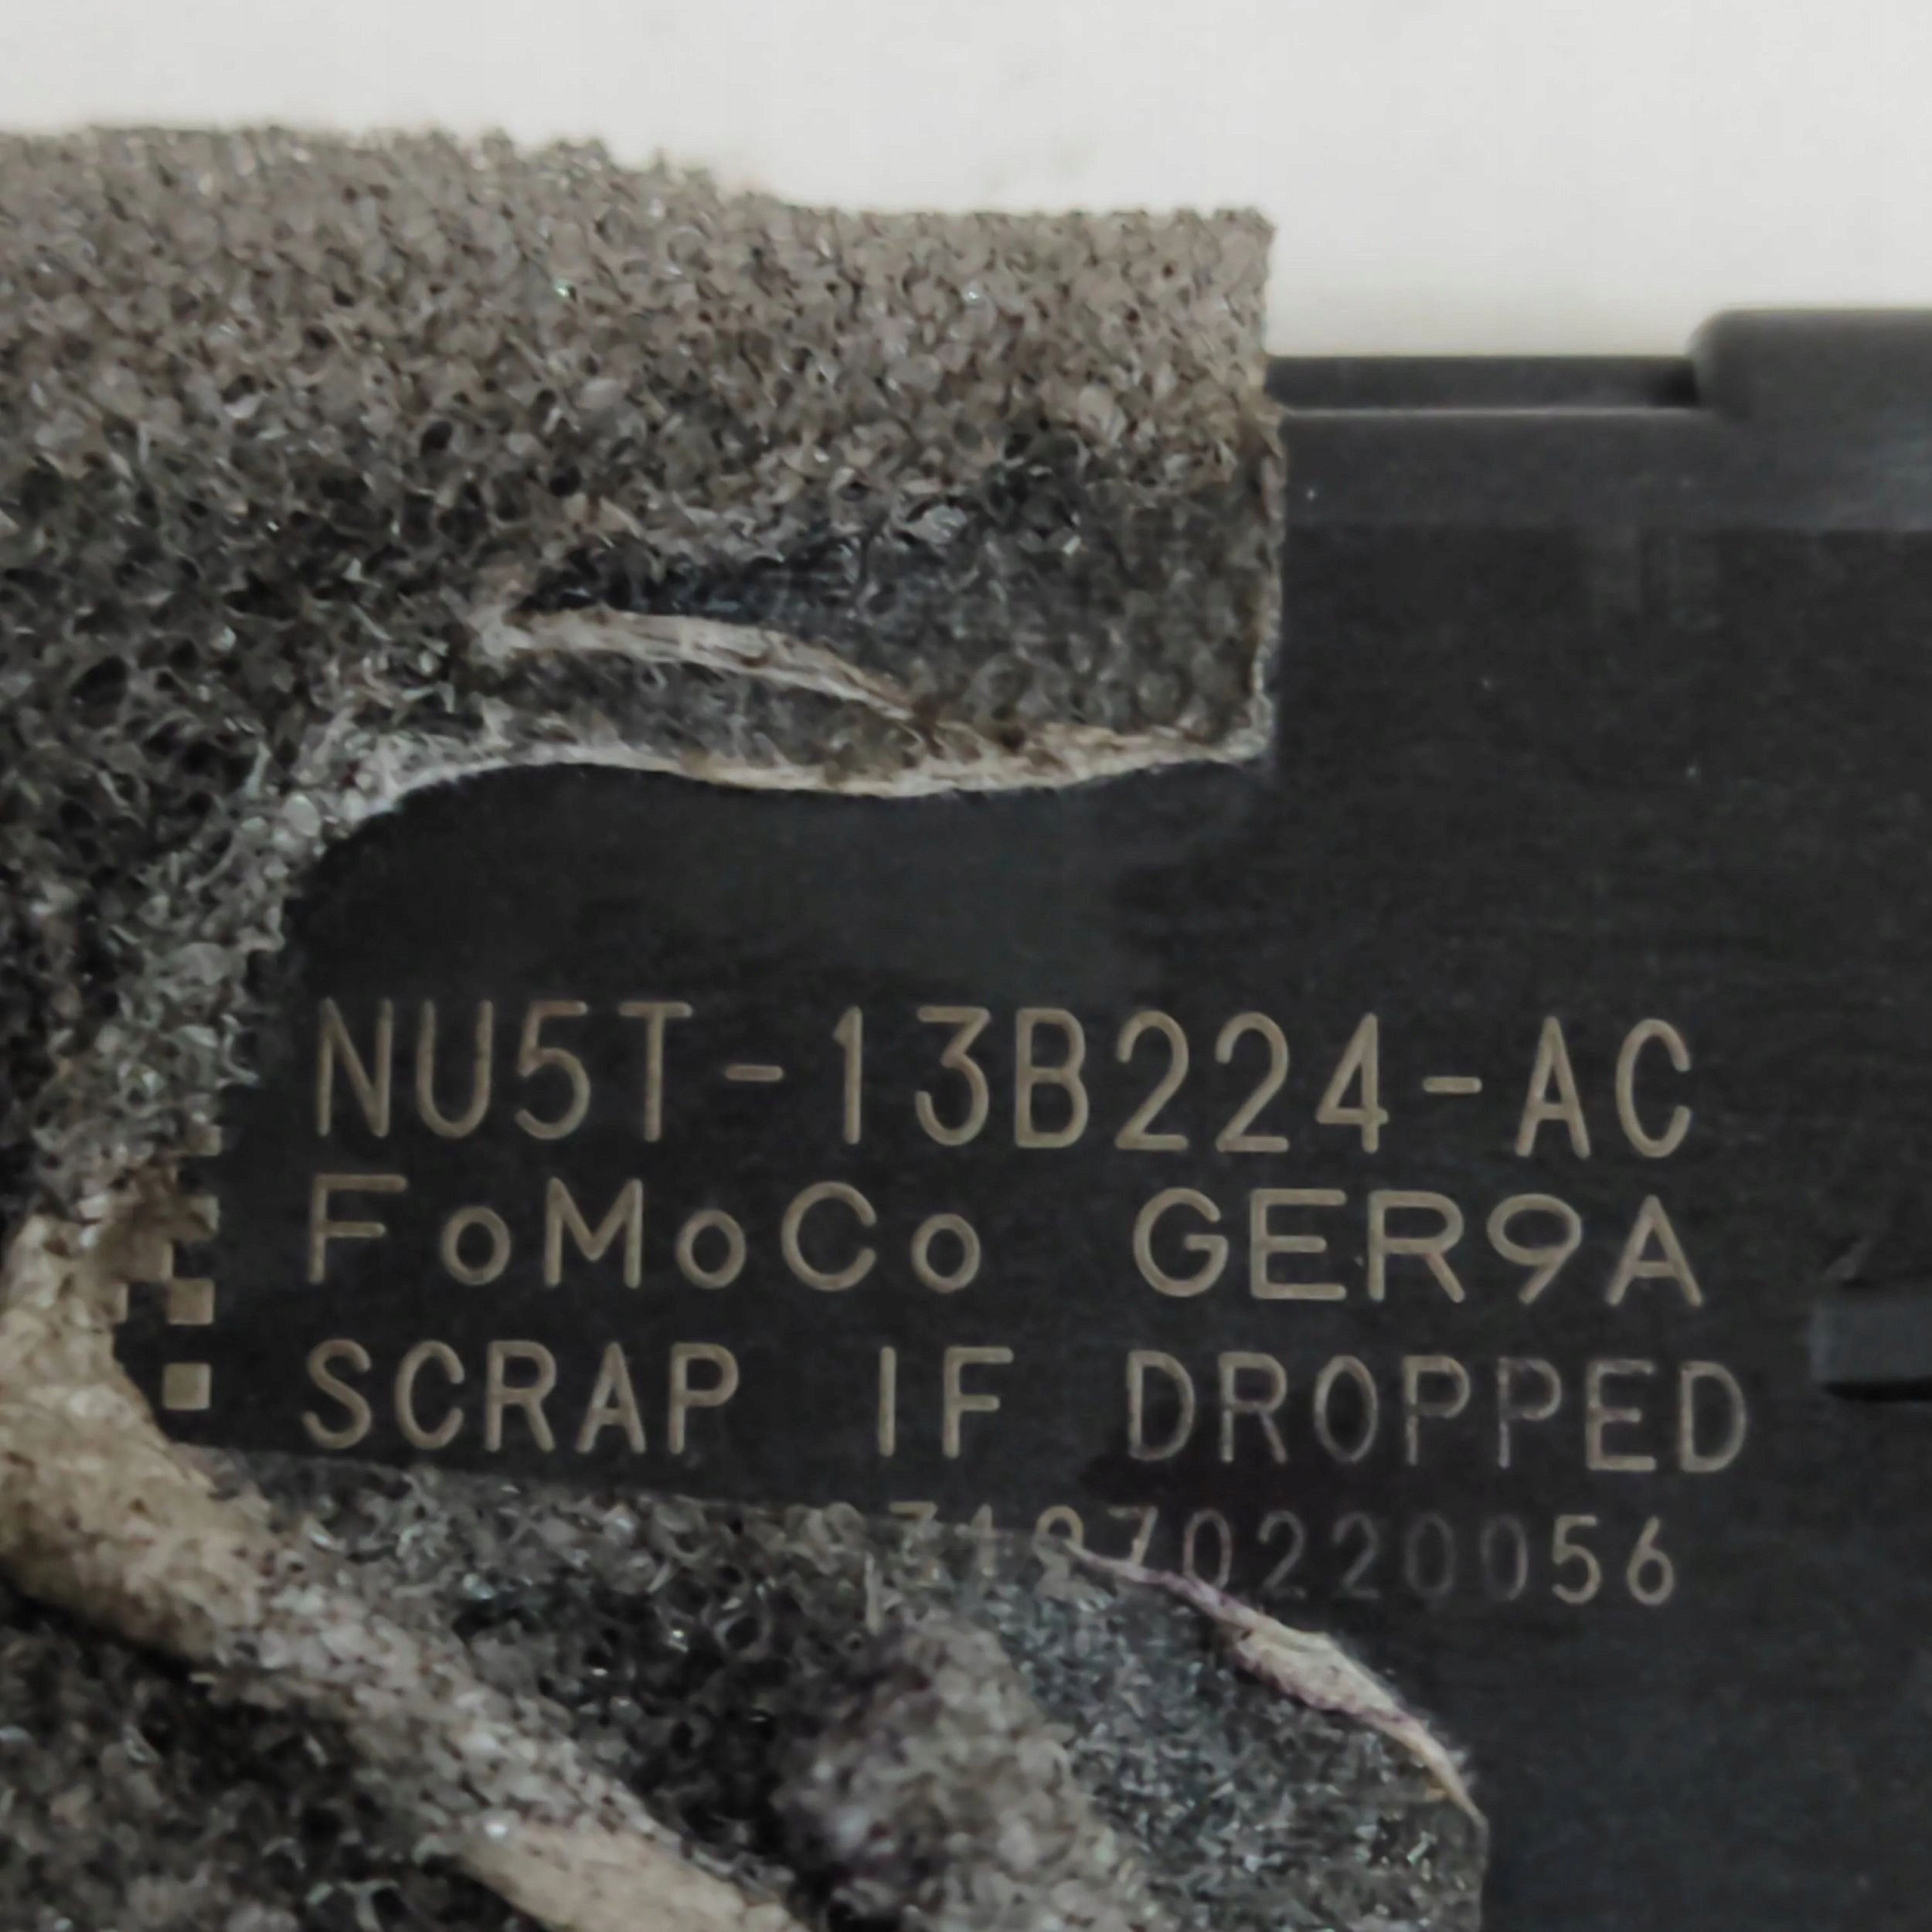 NU5T-13B224-AC
FoMoCo GER9A
SCRAP IF DROPPED